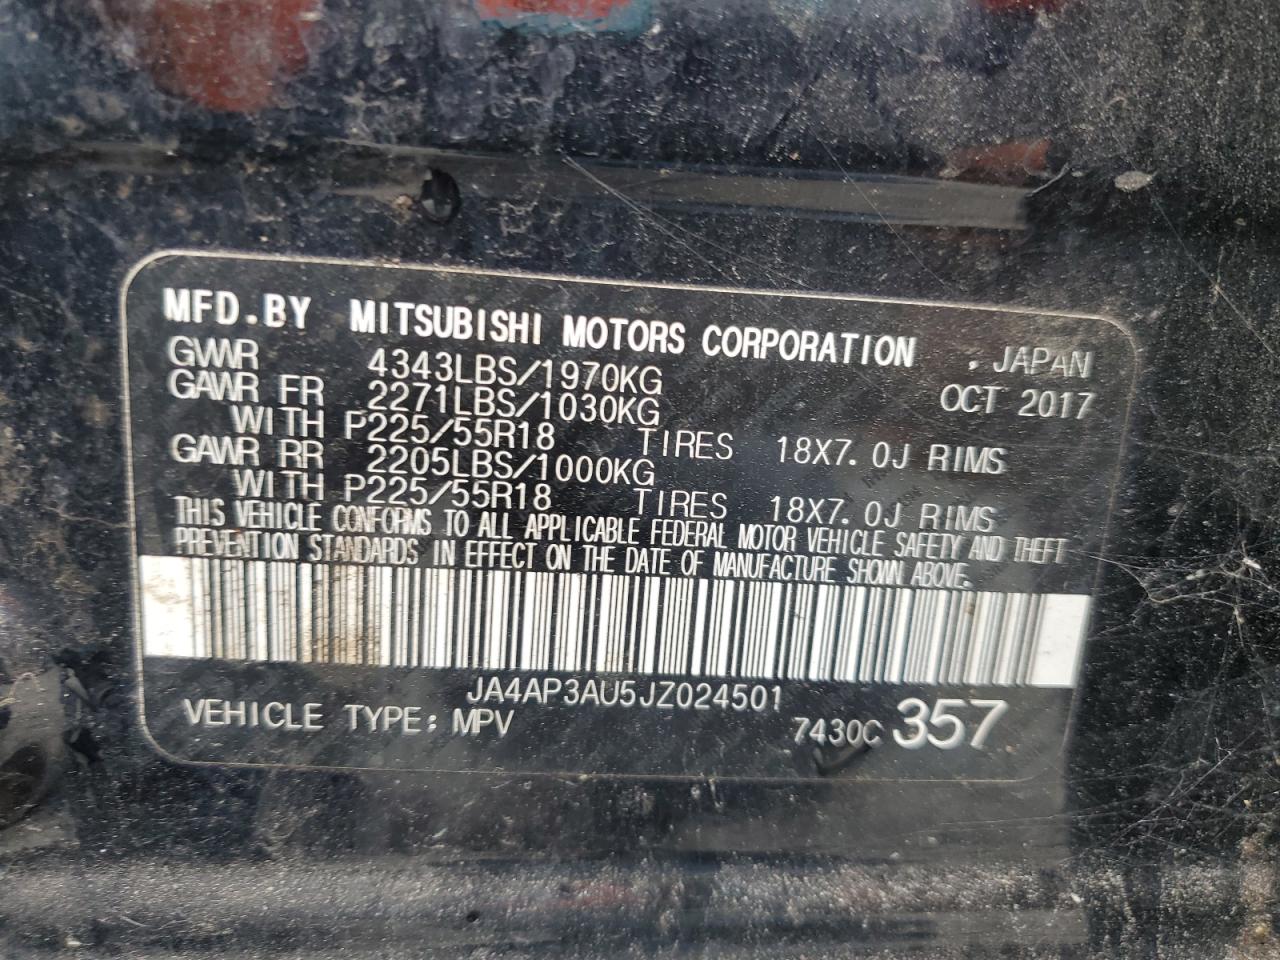 MFD.BY MITSUBISHI MOTORS CORPORATION JAPAN
GVWR 4343LBS/1970KG OCT 2017
GAWR FR 2271LBS/1030KG
WITH P225/55R18 TIRES 18X7.0J RIMS
GAWR RR 2205LBS/1000KG
WITH P225/55R18 TIRES 18X7.0J RIMS
THIS VEHICLE CONFORMS TO ALL APPLICABLE FEDERAL MOTOR VEHICLE SAFETY AND THEFT
PREVENTION STANDARDS IN EFFECT ON THE DATE OF MANUFACTURE SHOWN ABOVE.
JA4AP3AU5JZ024501
VEHICLE TYPE: MPV 7430C 357